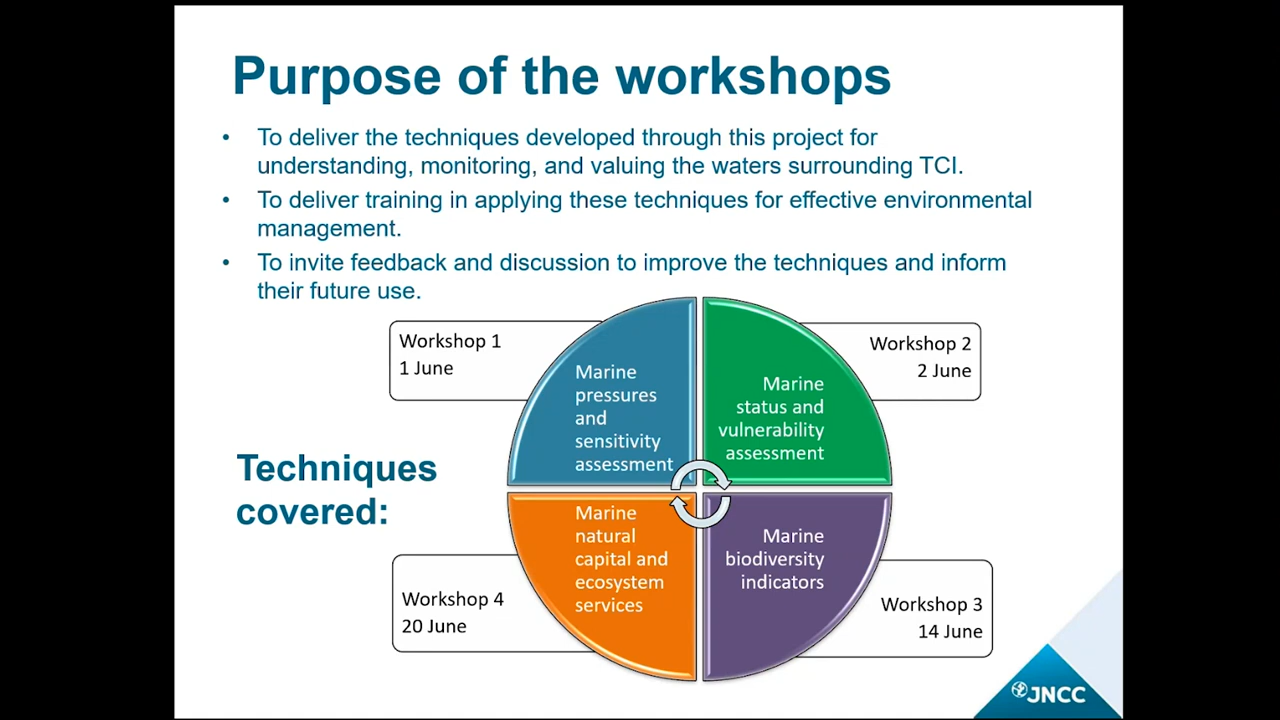 Purpose of the workshops
• To deliver the techniques developed through this project for
understanding, monitoring, and valuing the waters surrounding TCI.
• To deliver training in applying these techniques for effective environmental
management.
• To invite feedback and discussion to improve the techniques and inform
their future use.
Workshop 1
1 June
Marine
pressures
and
sensitivity
assessment
Marine
status and
vulnerability
assessment
Workshop 2
2 June
Techniques
covered:
Workshop 4
20 June
Marine
natural
capital and
ecosystem
services
Marine
biodiversity
indicators
Workshop 3
14 June
JNCC